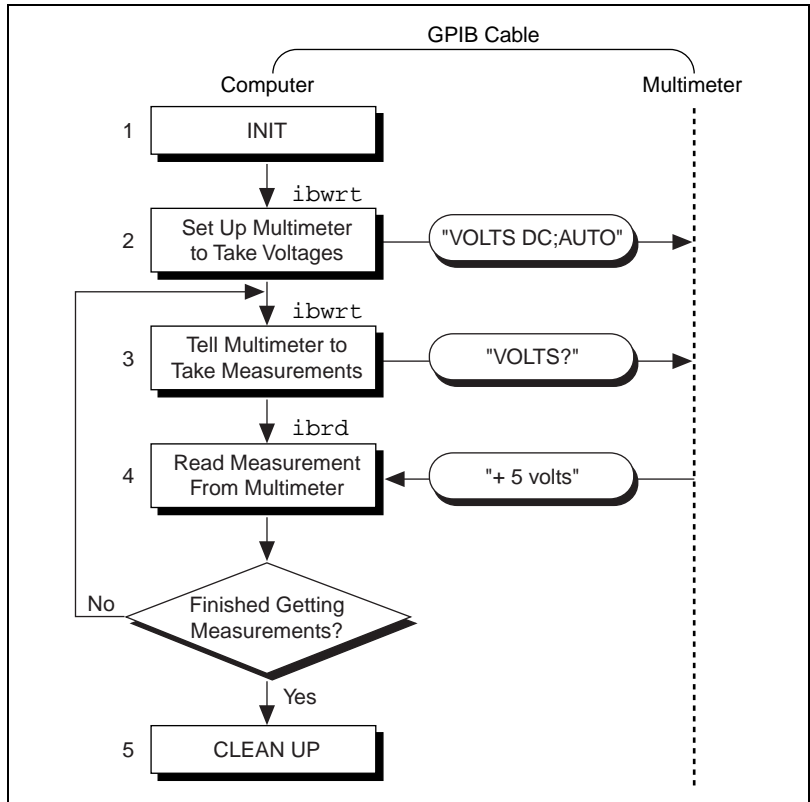 GPIB Cable
Computer
Multimeter
1
INIT
ibwrt
2
Set Up Multimeter
to Take Voltages
"VOLTS DC;AUTO"
ibwrt
3
Tell Multimeter to
Take Measurements
"VOLTS?"
ibrd
4
Read Measurement
From Multimeter
"+ 5 volts"
No
Finished Getting
Measurements?
Yes
5
CLEAN UP